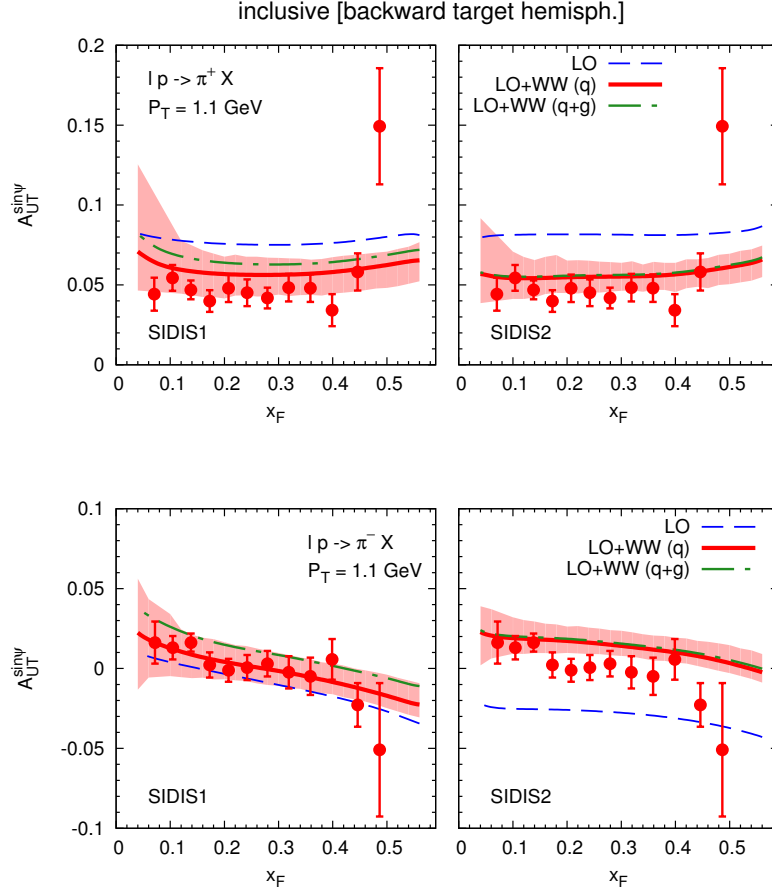 inclusive [backward target hemisph.]
0.2
0.15
0.1
0.05
0
A_UT^sinψ
l p -> π⁺ X
P_T = 1.1 GeV
SIDIS1
0 0.1 0.2 0.3 0.4 0.5
x_F
LO
LO+WW (q)
LO+WW (q+g)
SIDIS2
0 0.1 0.2 0.3 0.4 0.5
x_F
0.1
0.05
0
-0.05
-0.1
A_UT^sinψ
l p -> π⁻ X
P_T = 1.1 GeV
SIDIS1
0 0.1 0.2 0.3 0.4 0.5
x_F
LO
LO+WW (q)
LO+WW (q+g)
SIDIS2
0 0.1 0.2 0.3 0.4 0.5
x_F